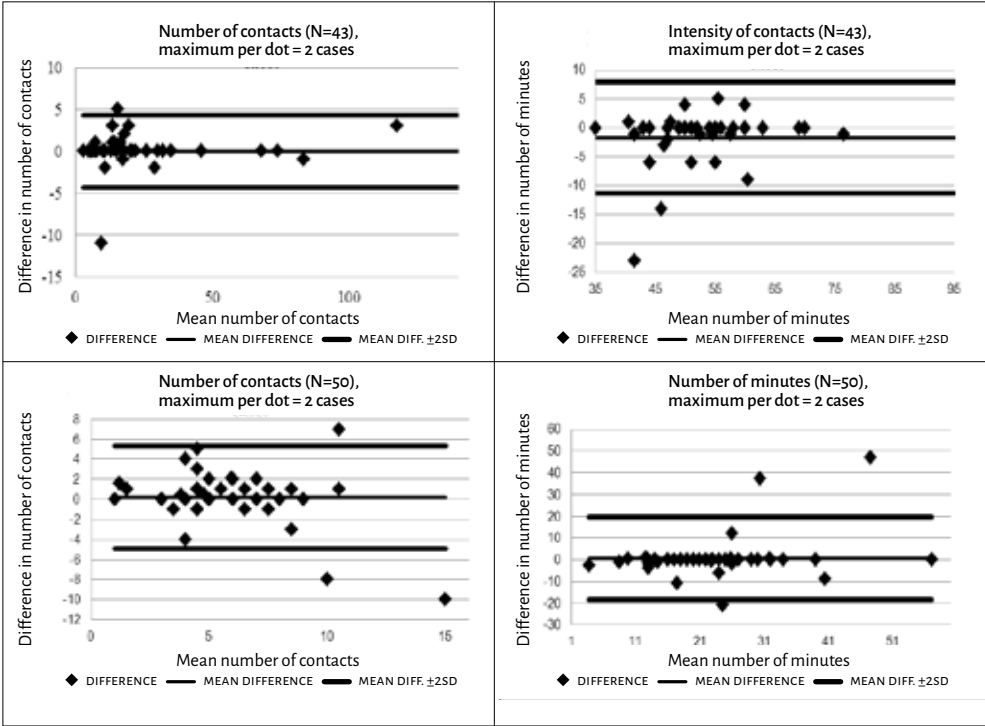 Number of contacts (N=43),
maximum per dot = 2 cases
Difference in number of contacts
10
5
0
-5
-10
-15
0 50 100
Mean number of contacts
DIFFERENCE MEAN DIFFERENCE MEAN DIFF. ±2SD
Intensity of contacts (N=43),
maximum per dot = 2 cases
Difference in number of minutes
10
5
0
-5
-10
-15
-20
-25
35 45 55 65 75 85 95
Mean number of minutes
DIFFERENCE MEAN DIFFERENCE MEAN DIFF. ±2SD
Number of contacts (N=50),
maximum per dot = 2 cases
Difference in number of contacts
8
6
4
2
0
-2
-4
-6
-8
-10
-12
0 5 10 15
Mean number of contacts
DIFFERENCE MEAN DIFFERENCE MEAN DIFF. ±2SD
Number of minutes (N=50),
maximum per dot = 2 cases
Difference in number of minutes
60
50
40
30
20
10
0
-10
-20
-30
1 11 21 31 41 51
Mean number of minutes
DIFFERENCE MEAN DIFFERENCE MEAN DIFF. ±2SD